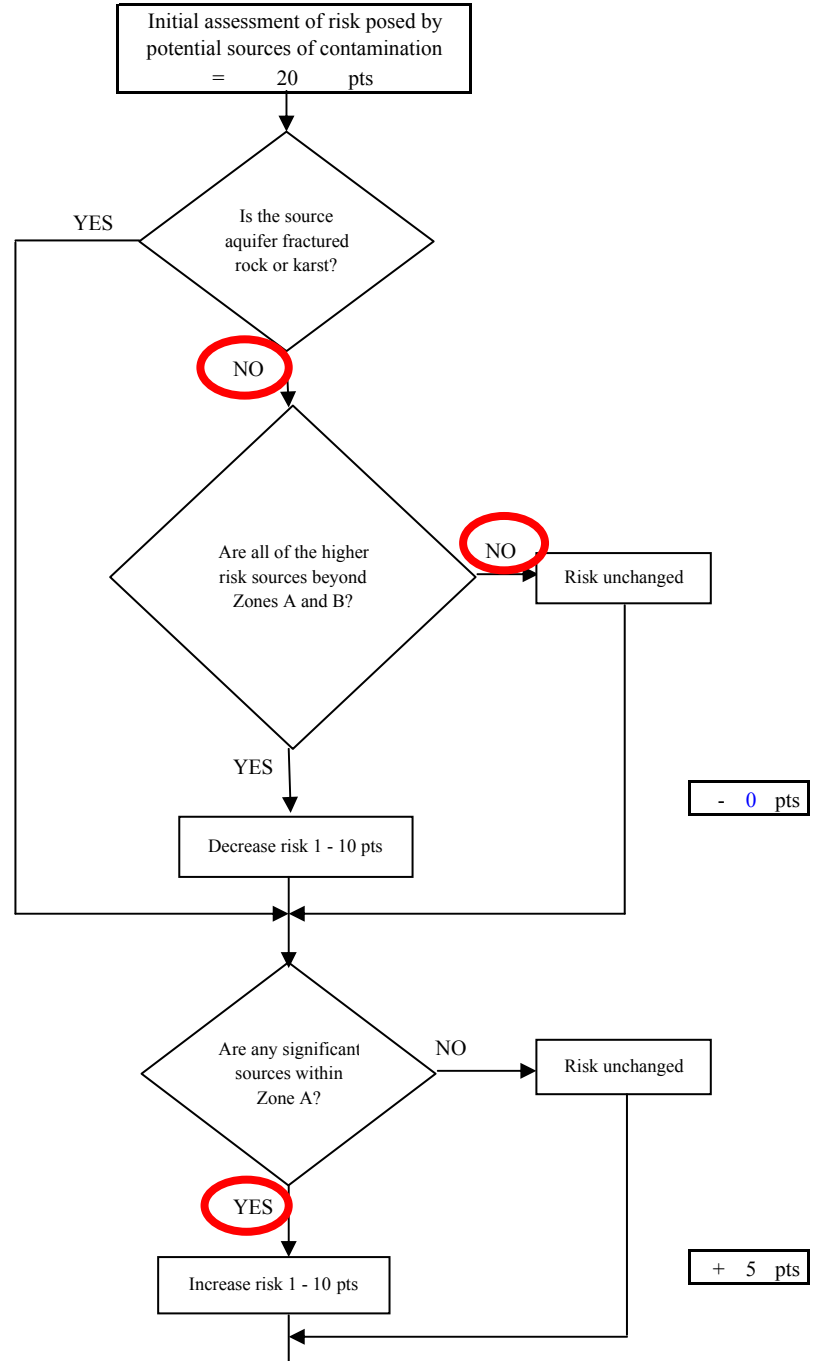 Initial assessment of risk posed by
potential sources of contamination
= 20 pts
YES
Is the source
aquifer fractured
rock or karst?
NO
Are all of the higher
risk sources beyond
Zones A and B?
NO
Risk unchanged
YES
- 0 pts
Decrease risk 1 - 10 pts
Are any significant
sources within
Zone A?
NO
Risk unchanged
YES
+ 5 pts
Increase risk 1 - 10 pts